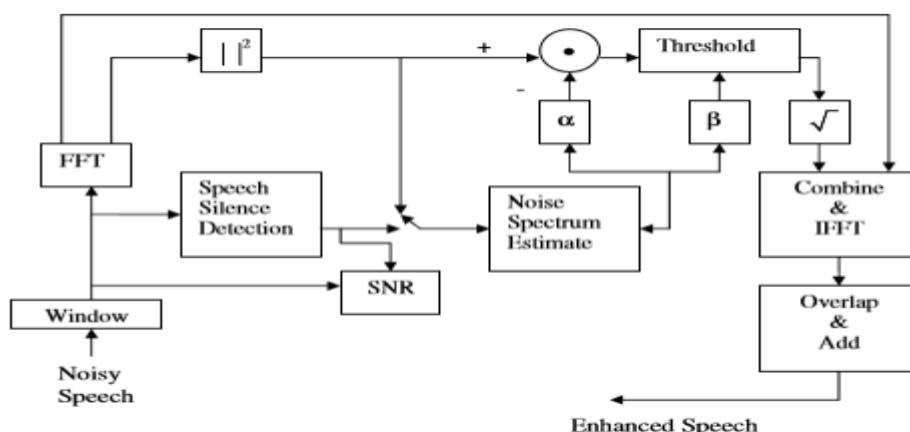 | |²
+
•
Threshold
-
α
β
√
FFT
Speech
Silence
Detection
Noise
Spectrum
Estimate
Combine
&
IFFT
SNR
Window
Overlap
&
Add
Noisy
Speech
Enhanced Speech